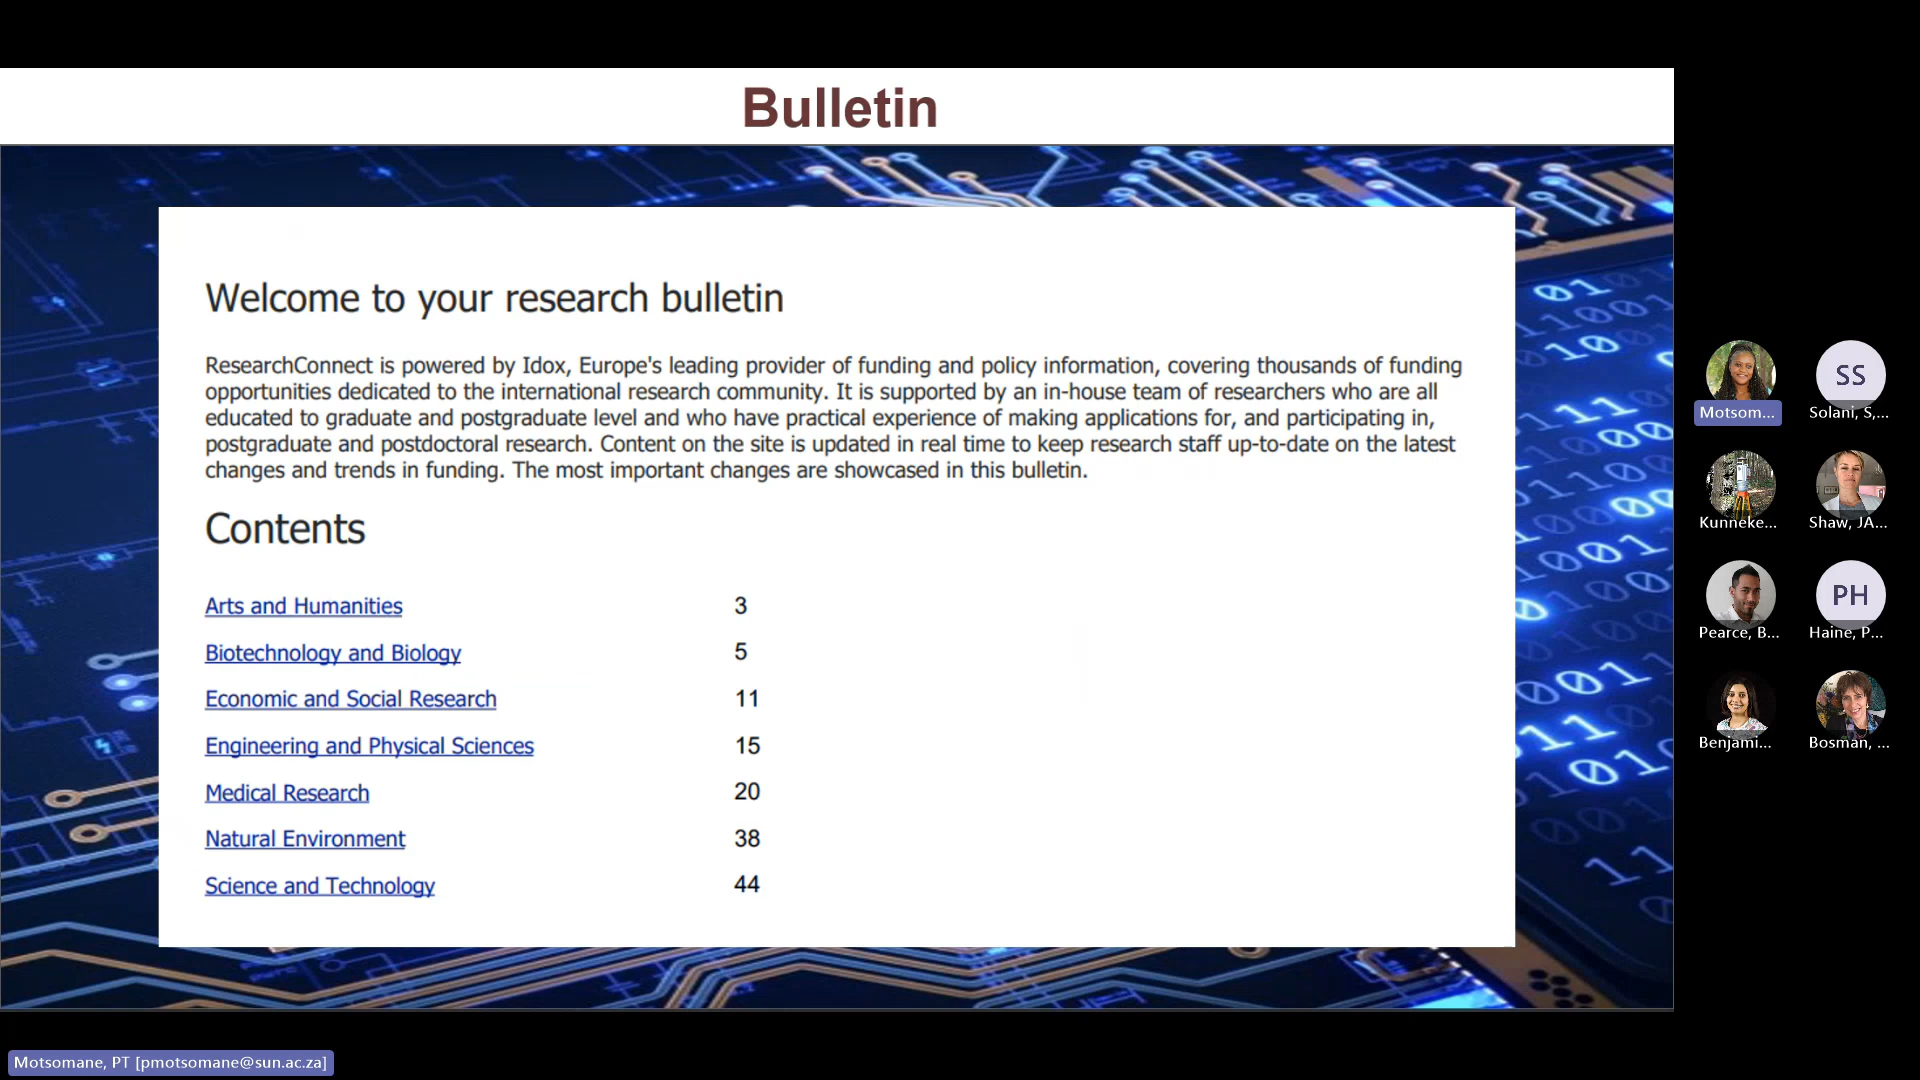 Bulletin
Welcome to your research bulletin
ResearchConnect is powered by Idox, Europe's leading provider of funding and policy information, covering thousands of funding
opportunities dedicated to the international research community. It is supported by an in-house team of researchers who are all
educated to graduate and postgraduate level and who have practical experience of making applications for, and participating in,
postgraduate and postdoctoral research. Content on the site is updated in real time to keep research staff up-to-date on the latest
changes and trends in funding. The most important changes are showcased in this bulletin.
Contents
Arts and Humanities 3
Biotechnology and Biology 5
Economic and Social Research 11
Engineering and Physical Sciences 15
Medical Research 20
Natural Environment 38
Science and Technology 44
SS
Motsom... Solani, S,...
Kunneke... Shaw, JA...
PH
Pearce, B... Haine, P...
Benjami... Bosman, ...
Motsomane, PT [pmotsomane@sun.ac.za]